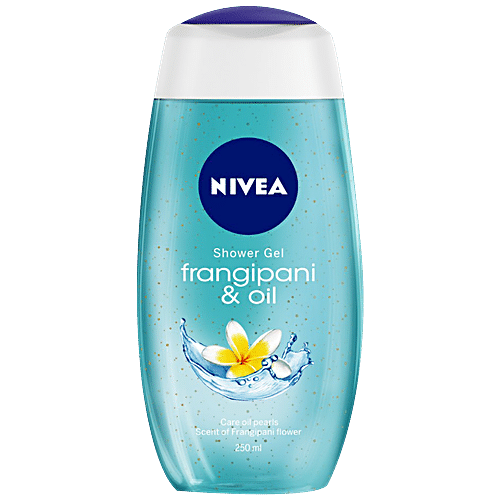 NIVEA
Shower Gel
frangipani
& oil
Care oil pearls
Scent of Frangipani flower
250 ml